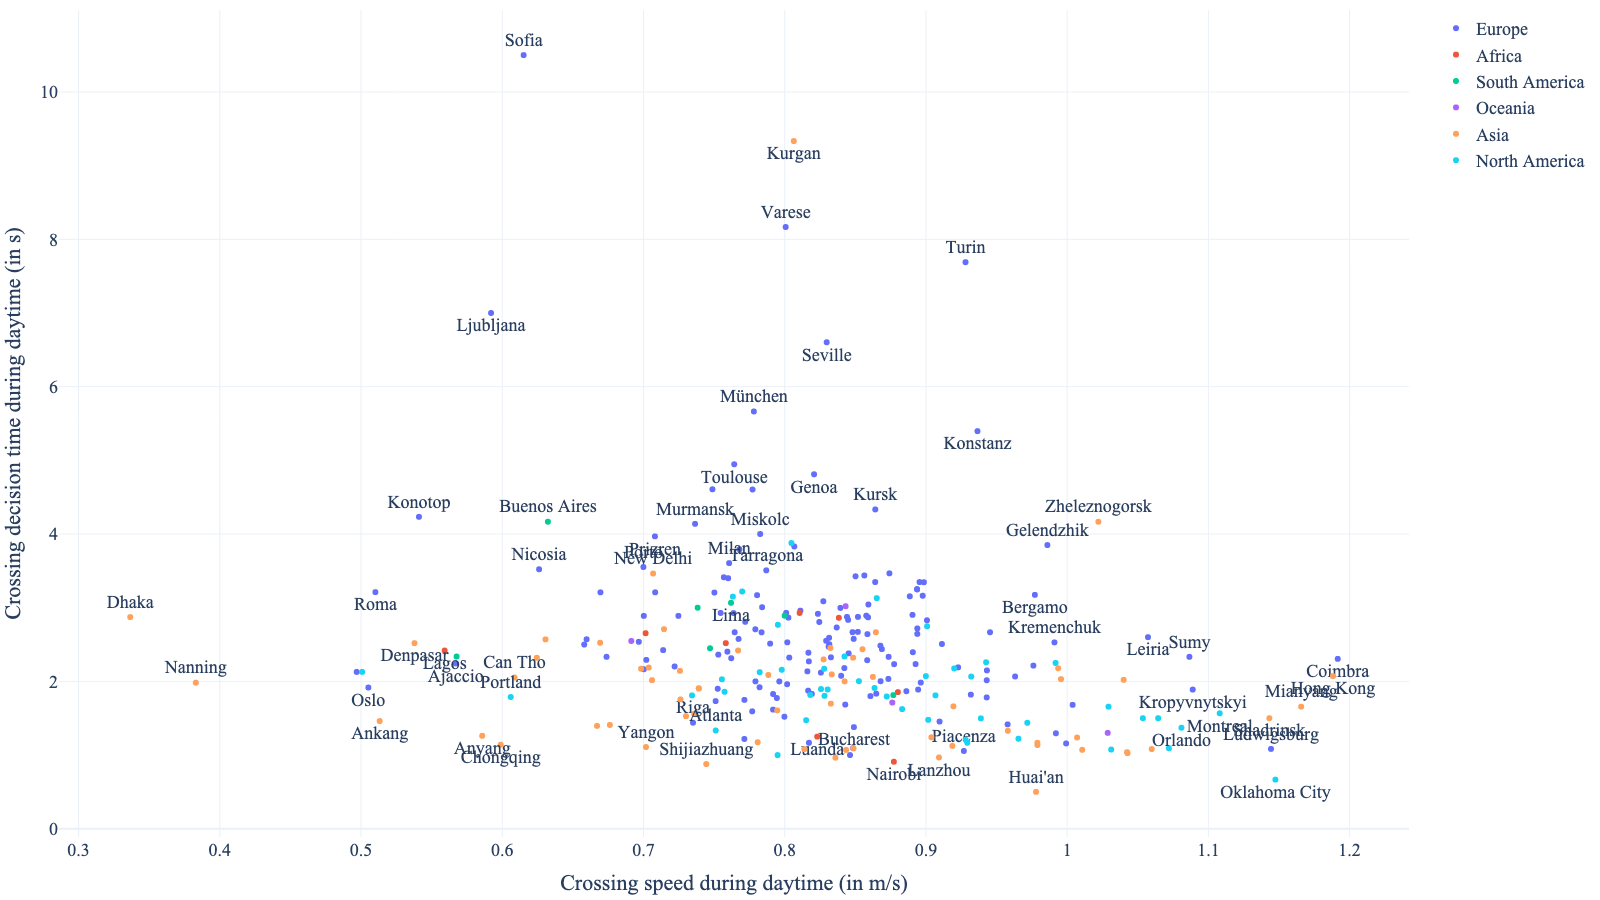 Sofia
Kurgan
Varese
Turin
Ljubljana
Seville
München
Konstanz
Toulouse
Genoa
Kursk
Konotop
Buenos Aires
Murmansk
Miskolc
Zheleznogorsk
Gelendzhik
Nicosia
Prizren
Porto
New Delhi
Milan
Tarragona
Dhaka
Roma
Lima
Bergamo
Kremenchuk
Leiria
Sumy
Nanning
Denpasar
Lagos
Can Tho
Ajaccio
Portland
Coimbra
Hong Kong
Mianyang
Oslo
Riga
Atlanta
Kropyvnytskyi
Ankang
Yangon
Montreal
Shadrinsk
Ludwigsburg
Anyang
Chongqing
Shijiazhuang
Luanda
Bucharest
Piacenza
Orlando
Nairobi
Lanzhou
Huai'an
Oklahoma City
Europe
Africa
South America
Oceania
Asia
North America
10
8
6
4
2
0
0.3
0.4
0.5
0.6
0.7
0.8
0.9
1
1.1
1.2
Crossing speed during daytime (in m/s)
Crossing decision time during daytime (in s)